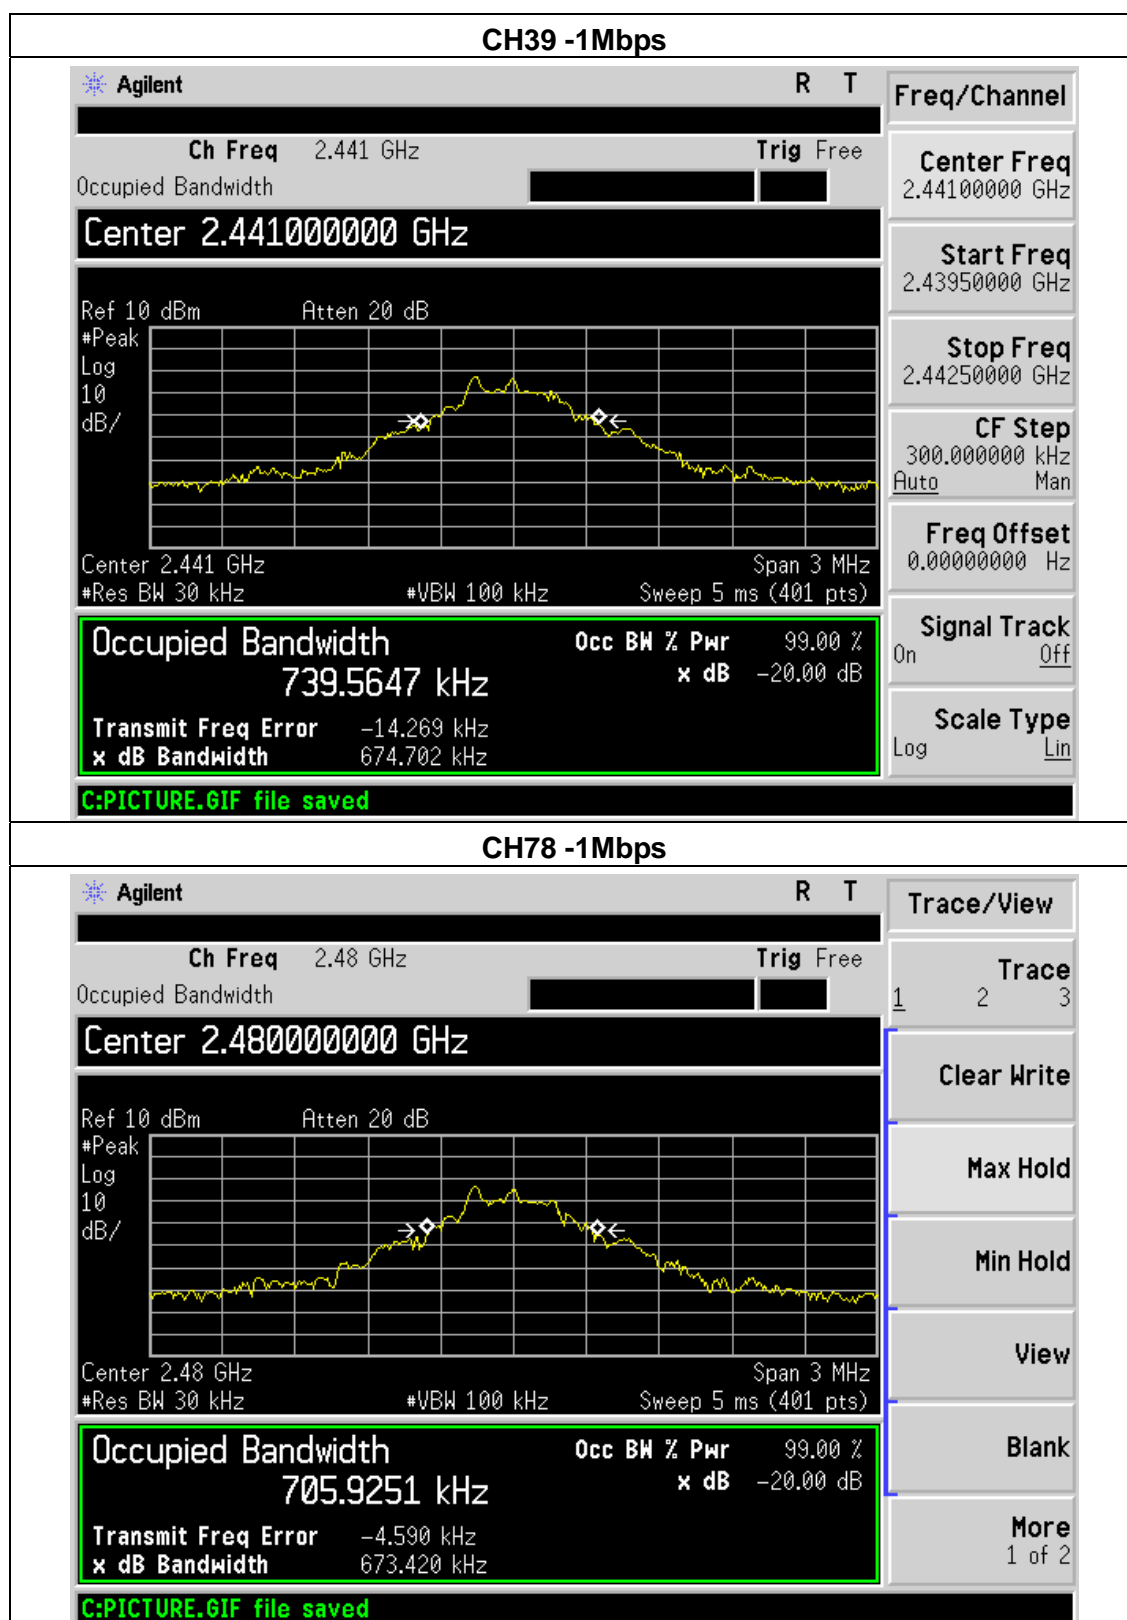 CH39 -1Mbps
Agilent R T
Freq/Channel
Ch Freq 2.441 GHz Trig Free
Occupied Bandwidth
Center 2.441000000 GHz
Ref 10 dBm Atten 20 dB
#Peak
Log
10
dB/
Center 2.441 GHz Span 3 MHz
#Res BW 30 kHz #VBW 100 kHz Sweep 5 ms (401 pts)
Occupied Bandwidth Occ BW % Pwr 99.00 %
739.5647 kHz x dB -20.00 dB
Transmit Freq Error -14.269 kHz
x dB Bandwidth 674.702 kHz
C:PICTURE.GIF file saved
Center Freq
2.44100000 GHz
Start Freq
2.43950000 GHz
Stop Freq
2.44250000 GHz
CF Step
300.000000 kHz
Auto Man
Freq Offset
0.00000000 Hz
Signal Track
On Off
Scale Type
Log Lin
CH78 -1Mbps
Agilent R T
Trace/View
Ch Freq 2.48 GHz Trig Free
Occupied Bandwidth
Center 2.480000000 GHz
Ref 10 dBm Atten 20 dB
#Peak
Log
10
dB/
Center 2.48 GHz Span 3 MHz
#Res BW 30 kHz #VBW 100 kHz Sweep 5 ms (401 pts)
Occupied Bandwidth Occ BW % Pwr 99.00 %
705.9251 kHz x dB -20.00 dB
Transmit Freq Error -4.590 kHz
x dB Bandwidth 673.420 kHz
C:PICTURE.GIF file saved
Trace
1 2 3
Clear Write
Max Hold
Min Hold
View
Blank
More
1 of 2